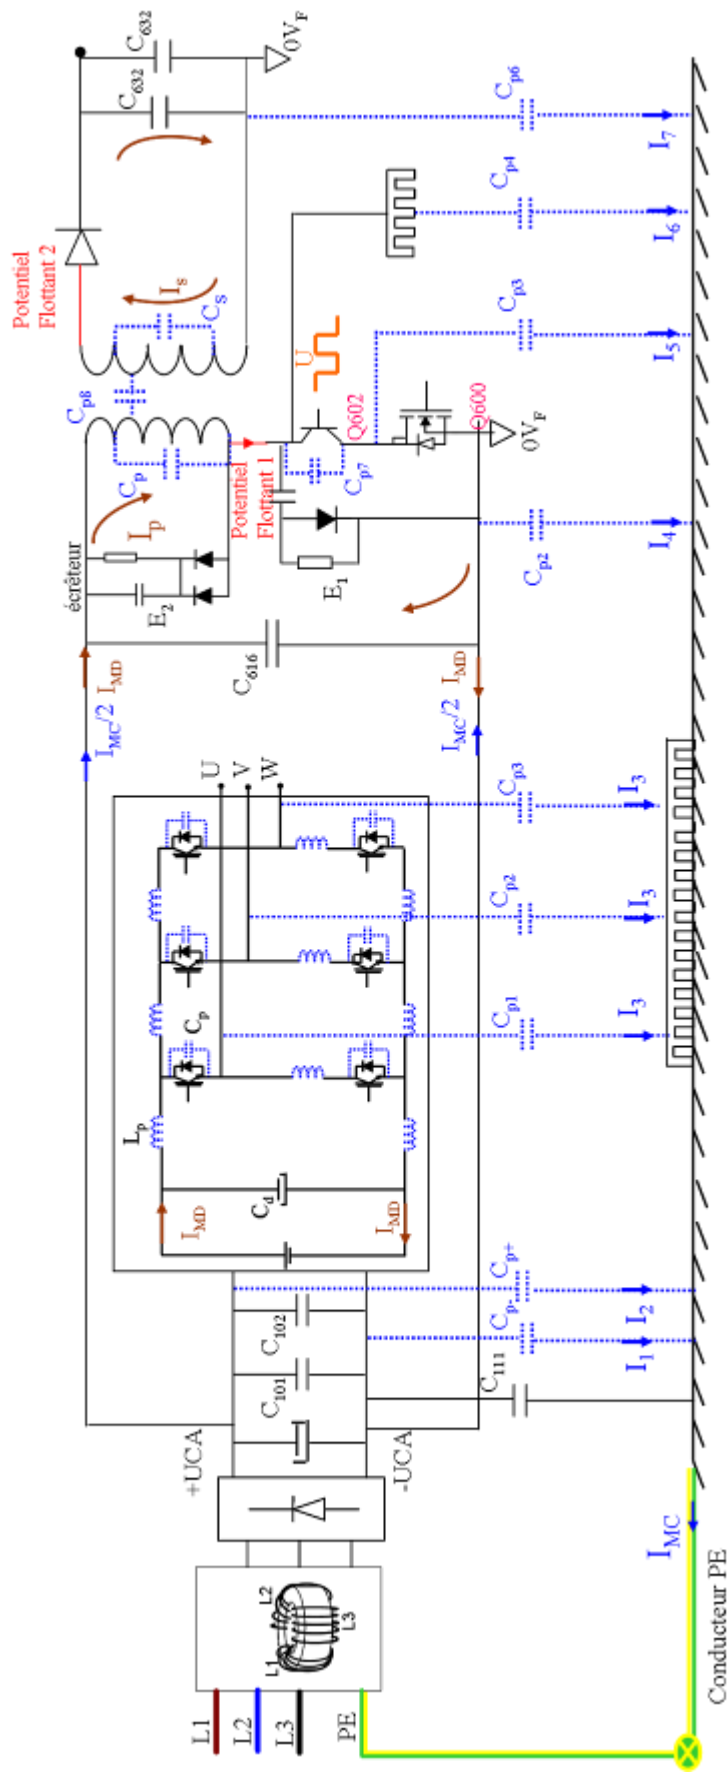 L1
L2
L3
PE
L1
L2
L3
+UCA
-UCA
C101
C102
C111
Cp-
Cp+
I1
I2
IMD
IMD
Cd
Lp
Cp
U
V
W
Cp1
Cp2
Cp3
I3
I3
I3
IMC/2
IMD
IMC/2
IMD
C616
écrêteur
E2
Ip
Cp
Cp8
Cs
Is
Potentiel
Flottant 1
Potentiel
Flottant 2
E1
Cp7
Q602
Q600
U
0VF
C632
C632
0VF
Cp2
Cp3
Cp4
Cp6
I4
I5
I6
I7
IMC
Conducteur PE